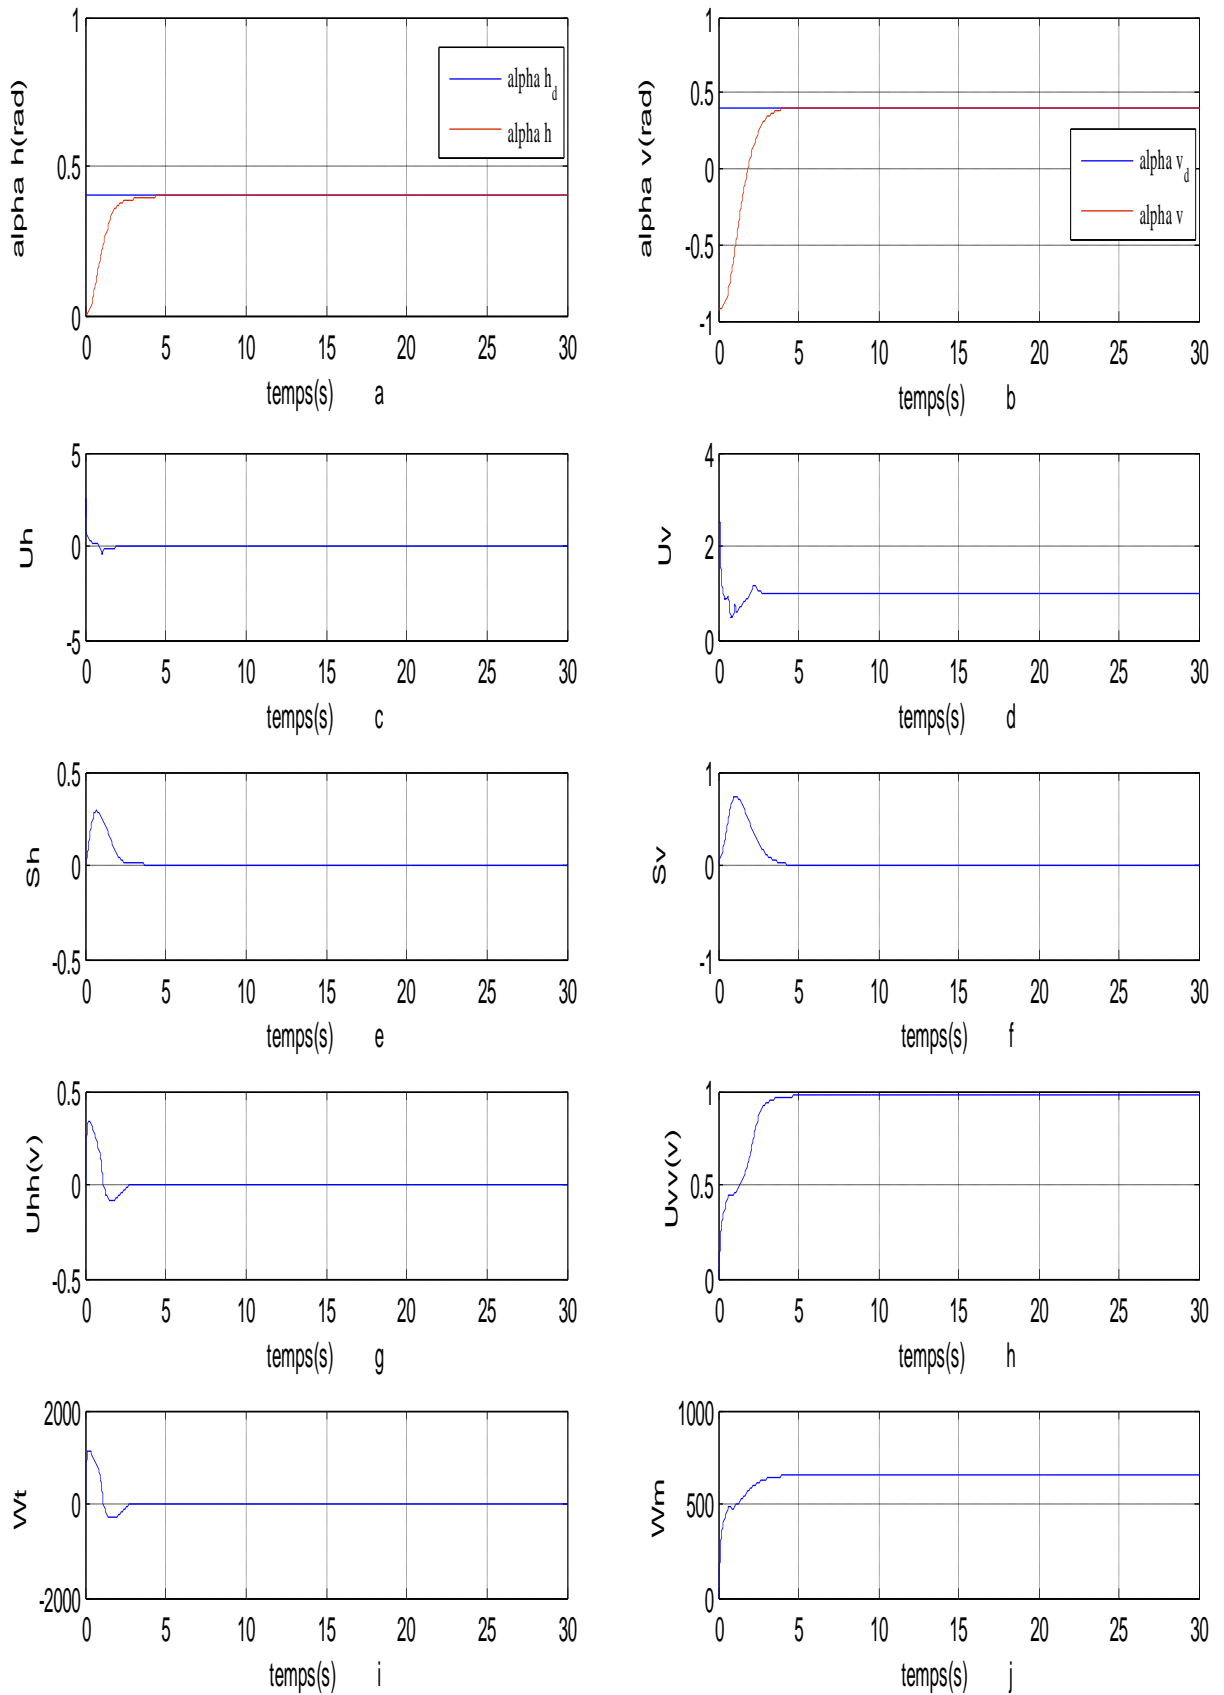 1
0.5
0
alpha h(rad)
alpha h_d
alpha h
0 5 10 15 20 25 30
temps(s) a
1
0.5
0
-0.5
-1
alpha v(rad)
alpha v_d
alpha v
0 5 10 15 20 25 30
temps(s) b
5
0
-5
Uh
0 5 10 15 20 25 30
temps(s) c
4
2
0
Uv
0 5 10 15 20 25 30
temps(s) d
0.5
0
-0.5
Sh
0 5 10 15 20 25 30
temps(s) e
1
0
-1
Sv
0 5 10 15 20 25 30
temps(s) f
0.5
0
-0.5
Uhh(v)
0 5 10 15 20 25 30
temps(s) g
1
0.5
0
Uvv(v)
0 5 10 15 20 25 30
temps(s) h
2000
0
-2000
Wt
0 5 10 15 20 25 30
temps(s) i
1000
500
0
Wm
0 5 10 15 20 25 30
temps(s) j